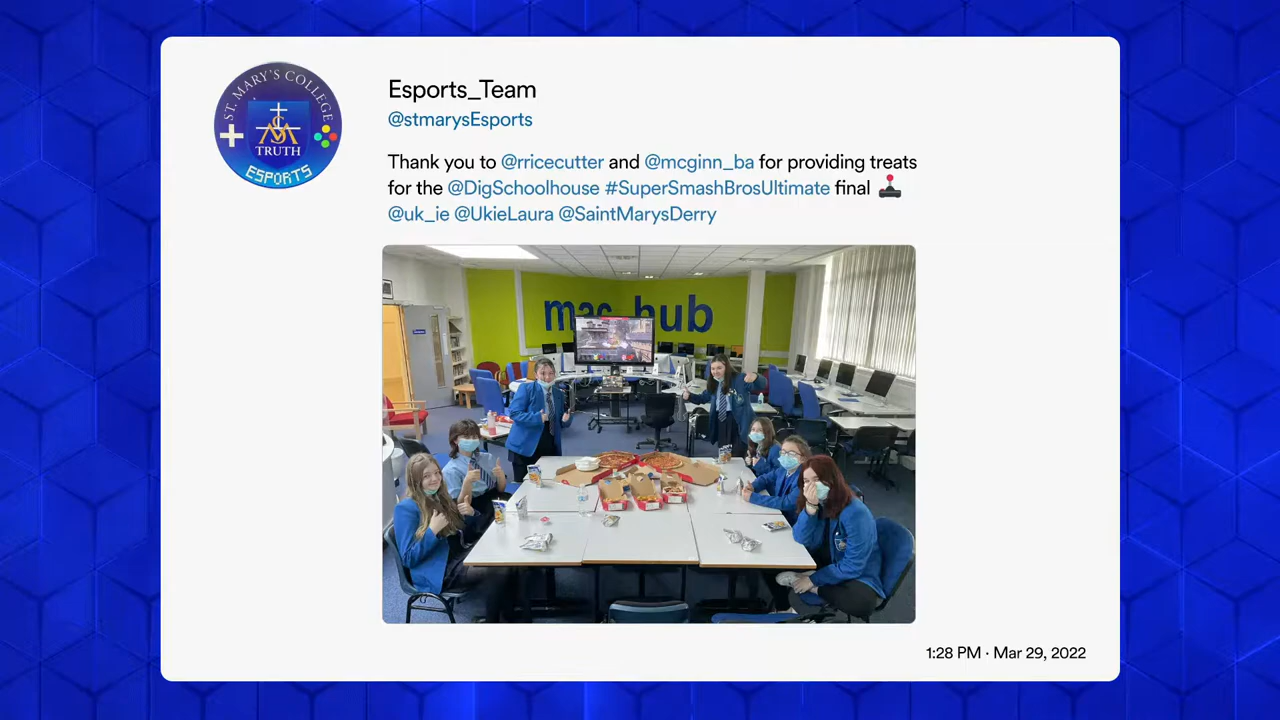 ST. MARY'S COLLEGE
SM
TRUTH
ESPORTS
Esports_Team
@stmarysEsports
Thank you to @rricecutter and @mcginn_ba for providing treats
for the @DigSchoolhouse #SuperSmashBrosUltimate final
@uk_ie @UkieLaura @SaintMarysDerry
mac hub
1:28 PM · Mar 29, 2022